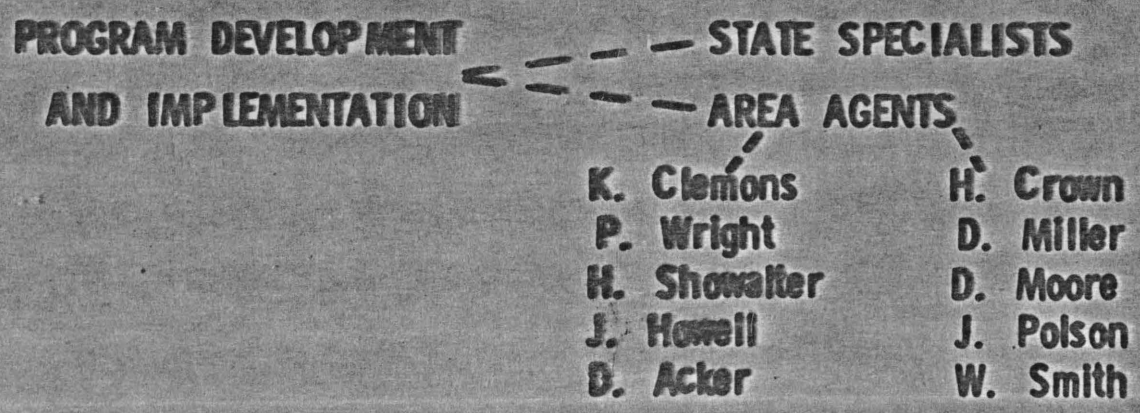 PROGRAM DEVELOPMENT
AND IMPLEMENTATION
STATE SPECIALISTS
AREA AGENTS
K. Clemons
P. Wright
H. Showalter
J. Howell
D. Acker
H. Crown
D. Miller
D. Moore
J. Polson
W. Smith